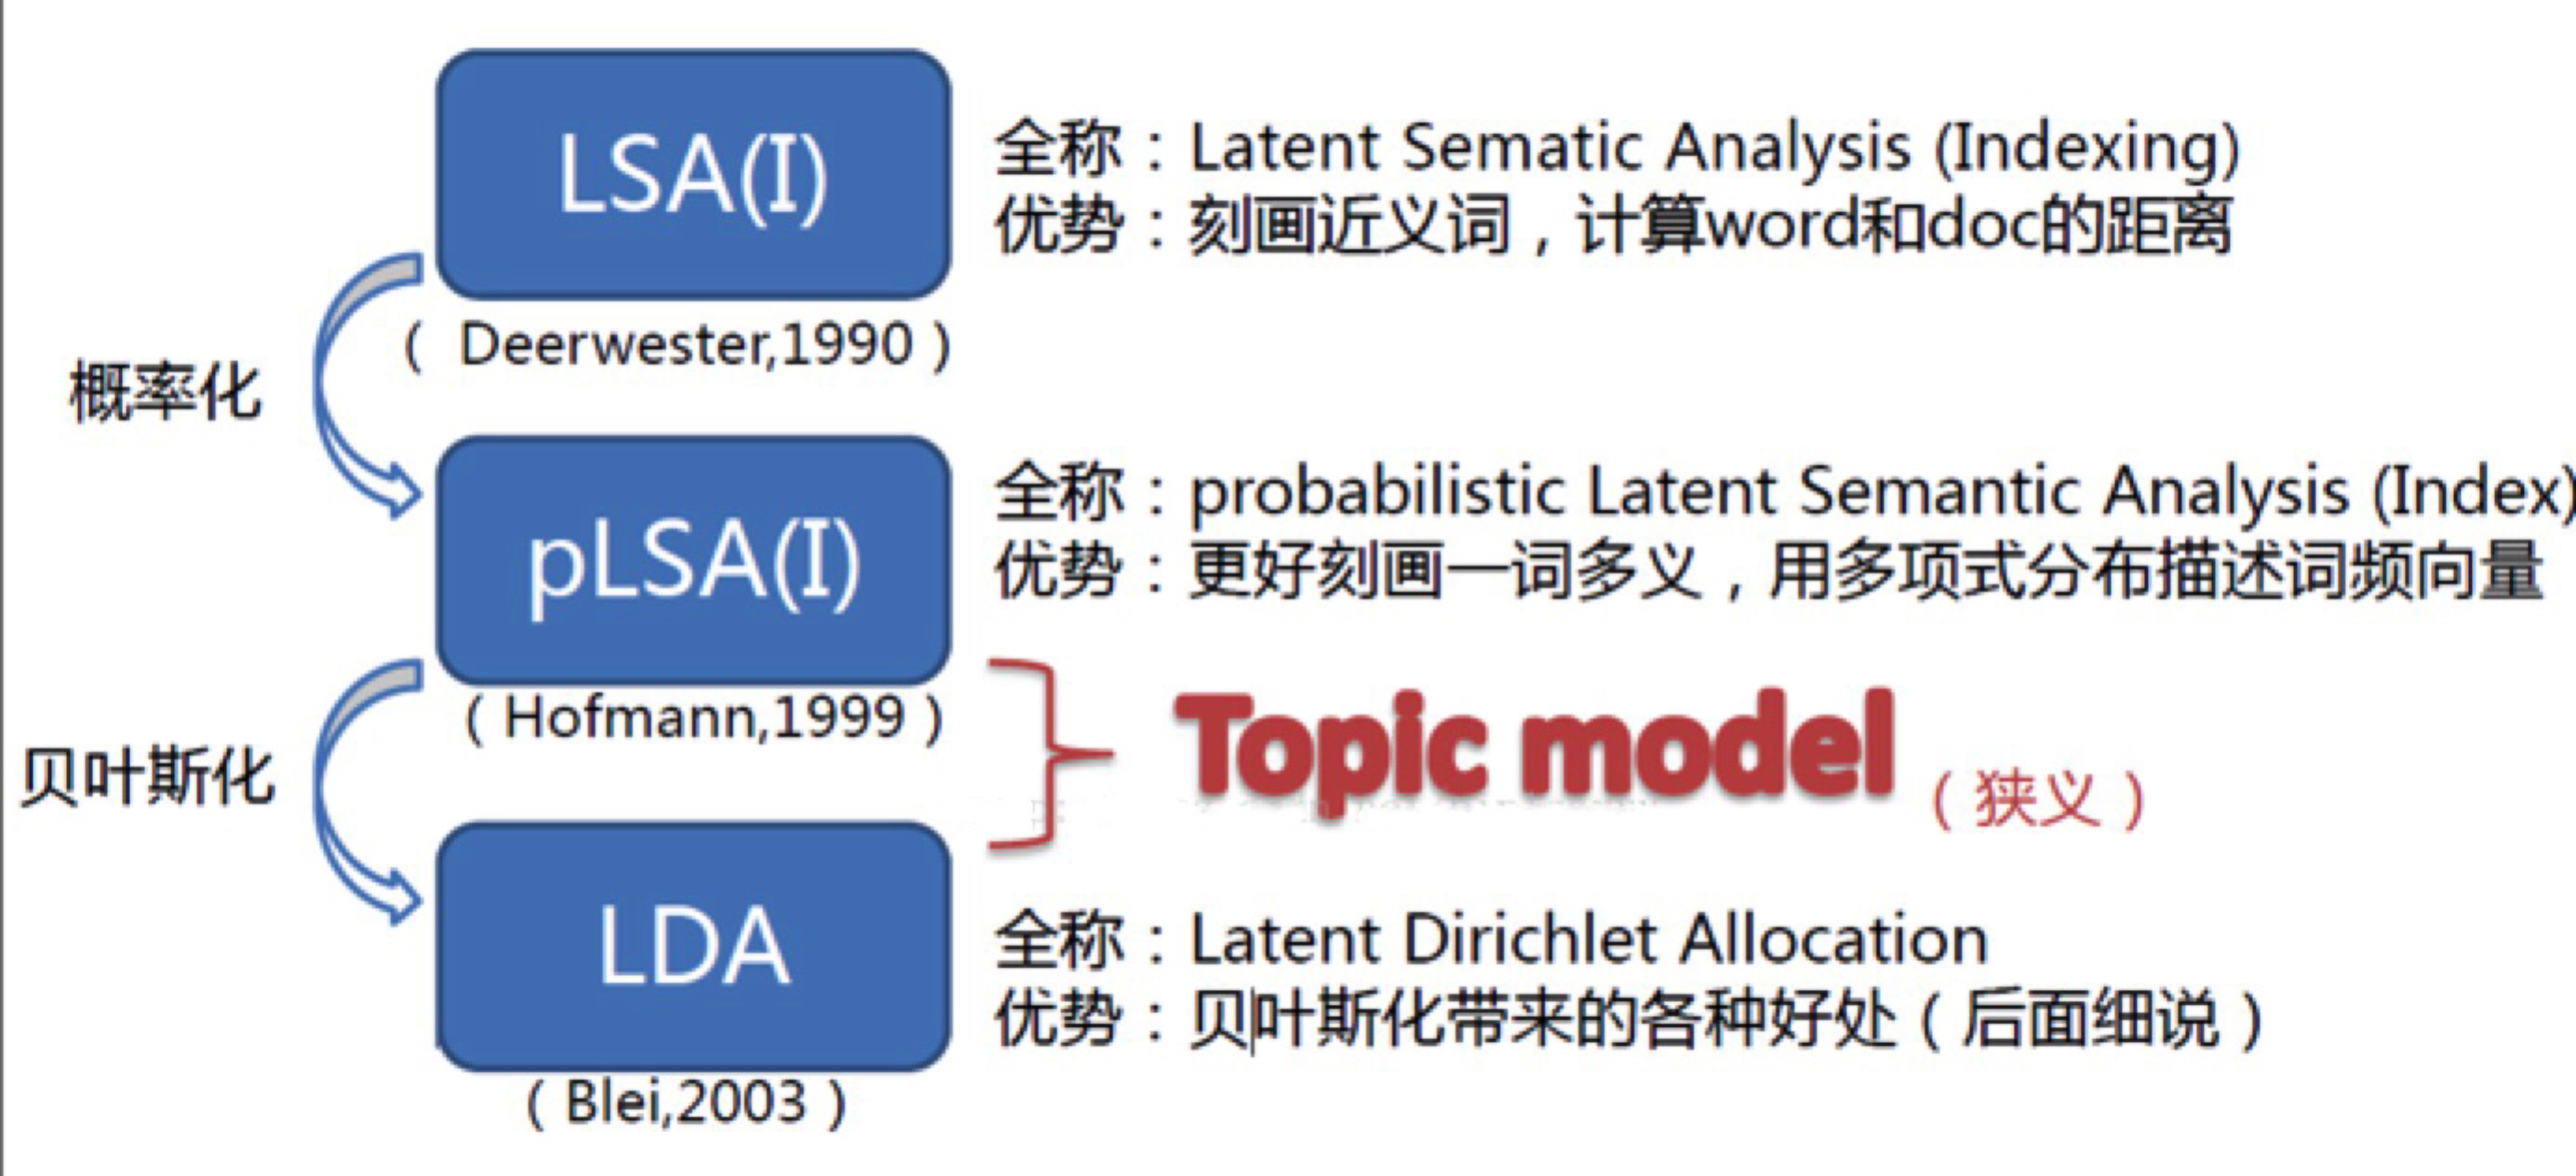 LSA(I)
全称：Latent Sematic Analysis (Indexing)
优势：刻画近义词，计算word和doc的距离
（ Deerwester,1990 ）
概率化
pLSA(I)
全称：probabilistic Latent Semantic Analysis (Index)
优势：更好刻画一词多义，用多项式分布描述词频向量
（ Hofmann,1999 ）
Topic model （ 狭义 ）
贝叶斯化
LDA
全称：Latent Dirichlet Allocation
优势：贝叶斯化带来的各种好处（ 后面细说 ）
（ Blei,2003 ）